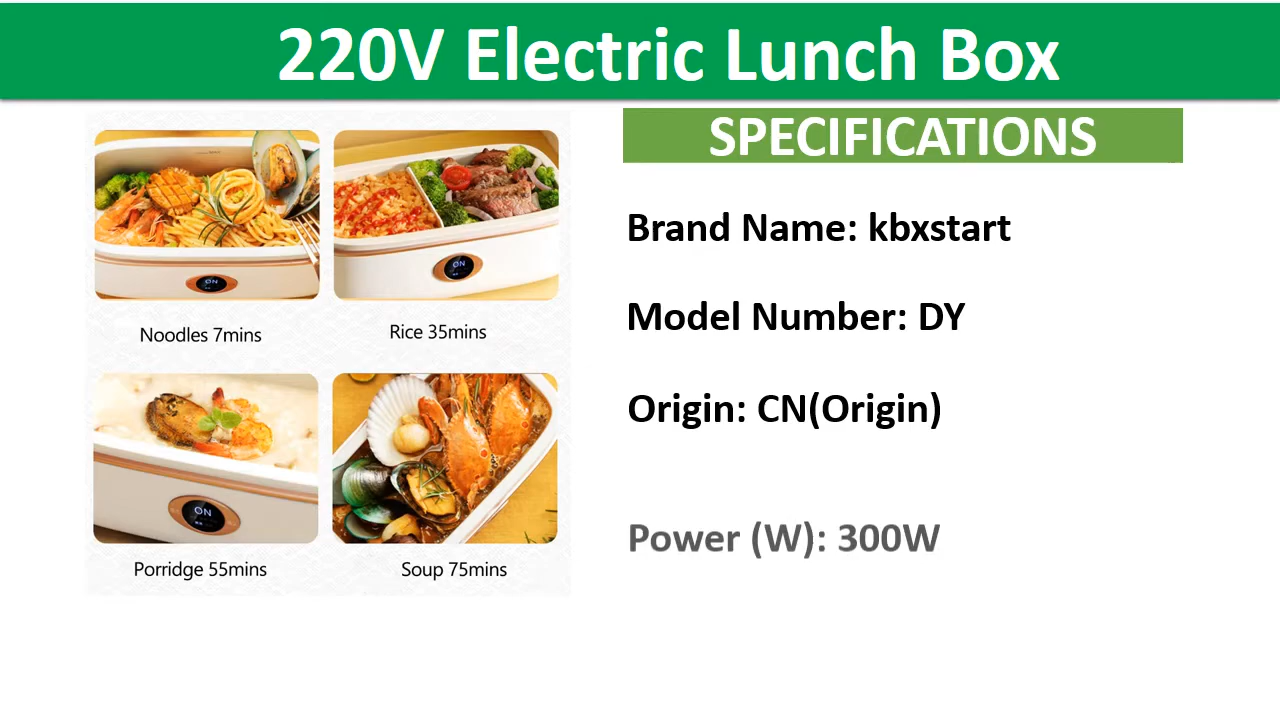 220V Electric Lunch Box
SPECIFICATIONS
Brand Name: kbxstart
Model Number: DY
Origin: CN(Origin)
Power (W): 300W
ON
ON
Noodles 7mins
Rice 35mins
ON
Porridge 55mins
Soup 75mins